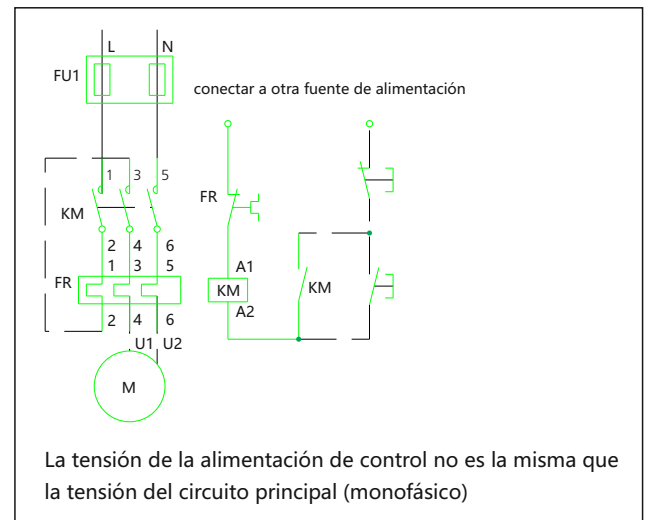 L N
FU1
conectar a otra fuente de alimentación
1 3 5
KM
FR
2 4 6
1 3 5
FR
A1
KM
KM
A2
2 4 6
U1 U2
M
La tensión de la alimentación de control no es la misma que
la tensión del circuito principal (monofásico)